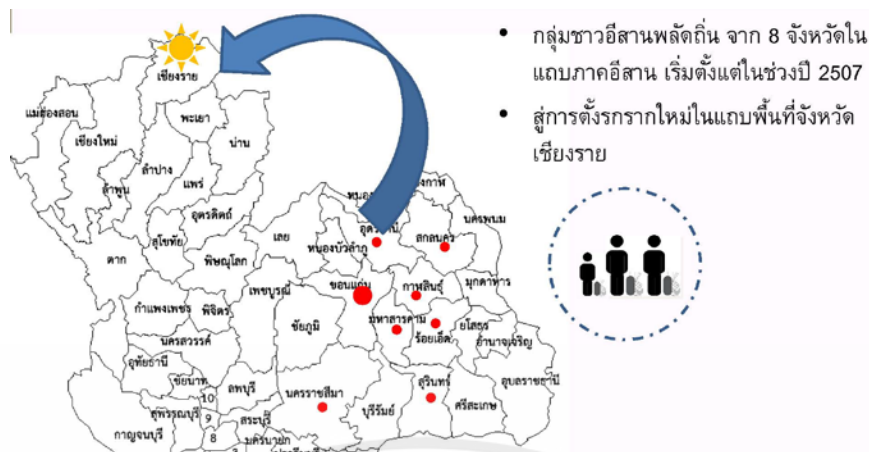 • กลุ่มชาวอีสานพลัดถิ่น จาก 8 จังหวัดใน
แถบภาคอีสาน เริ่มตั้งแต่ในช่วงปี 2507
• สู่การตั้งรกรากใหม่ในแถบพื้นที่จังหวัด
เชียงราย
เชียงราย
แม่ฮ่องสอน
พะเยา
เชียงใหม่
น่าน
ลำปาง
แพร่
ลำพูน
อุตรดิตถ์
สุโขทัย
ตาก
พิษณุโลก
เลย
หนองบัวลำภู
สกลนคร
นครพนม
เพชรบูรณ์
ขอนแก่น
กาฬสินธุ์
มุกดาหาร
กำแพงเพชร
พิจิตร
ชัยภูมิ
มหาสารคาม
ร้อยเอ็ด
ยโสธร
อำนาจเจริญ
นครสวรรค์
อุทัยธานี
ชัยนาท
ลพบุรี
นครราชสีมา
บุรีรัมย์
สุรินทร์
ศรีสะเกษ
อุบลราชธานี
10
สุพรรณบุรี
9
สระบุรี
กาญจนบุรี
8
นครนายก